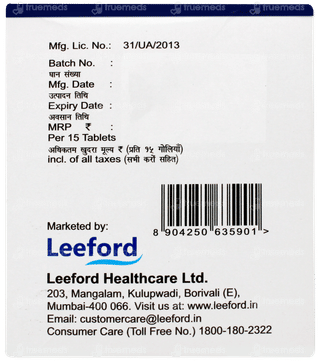 truemeds
Mfg. Lic. No.: 31/UA/2013
Batch No. :
घान संख्या
Mfg. Date :
उत्पादन तिथि
Expiry Date :
अवसान तिथि
MRP ₹ :
Per 15 Tablets
अधिकतम खुदरा मूल्य ₹ (प्रति १५ गोलियाँ)
incl. of all taxes (सभी करों सहित)
8 904250 635901 >
Marketed by:
Leeford
Leeford Healthcare Ltd.
203, Mangalam, Kulupwadi, Borivali (E),
Mumbai-400 066. Visit us at: www.leeford.in
Email: customercare@leeford.in
Consumer Care (Toll Free No.) 1800-180-2322